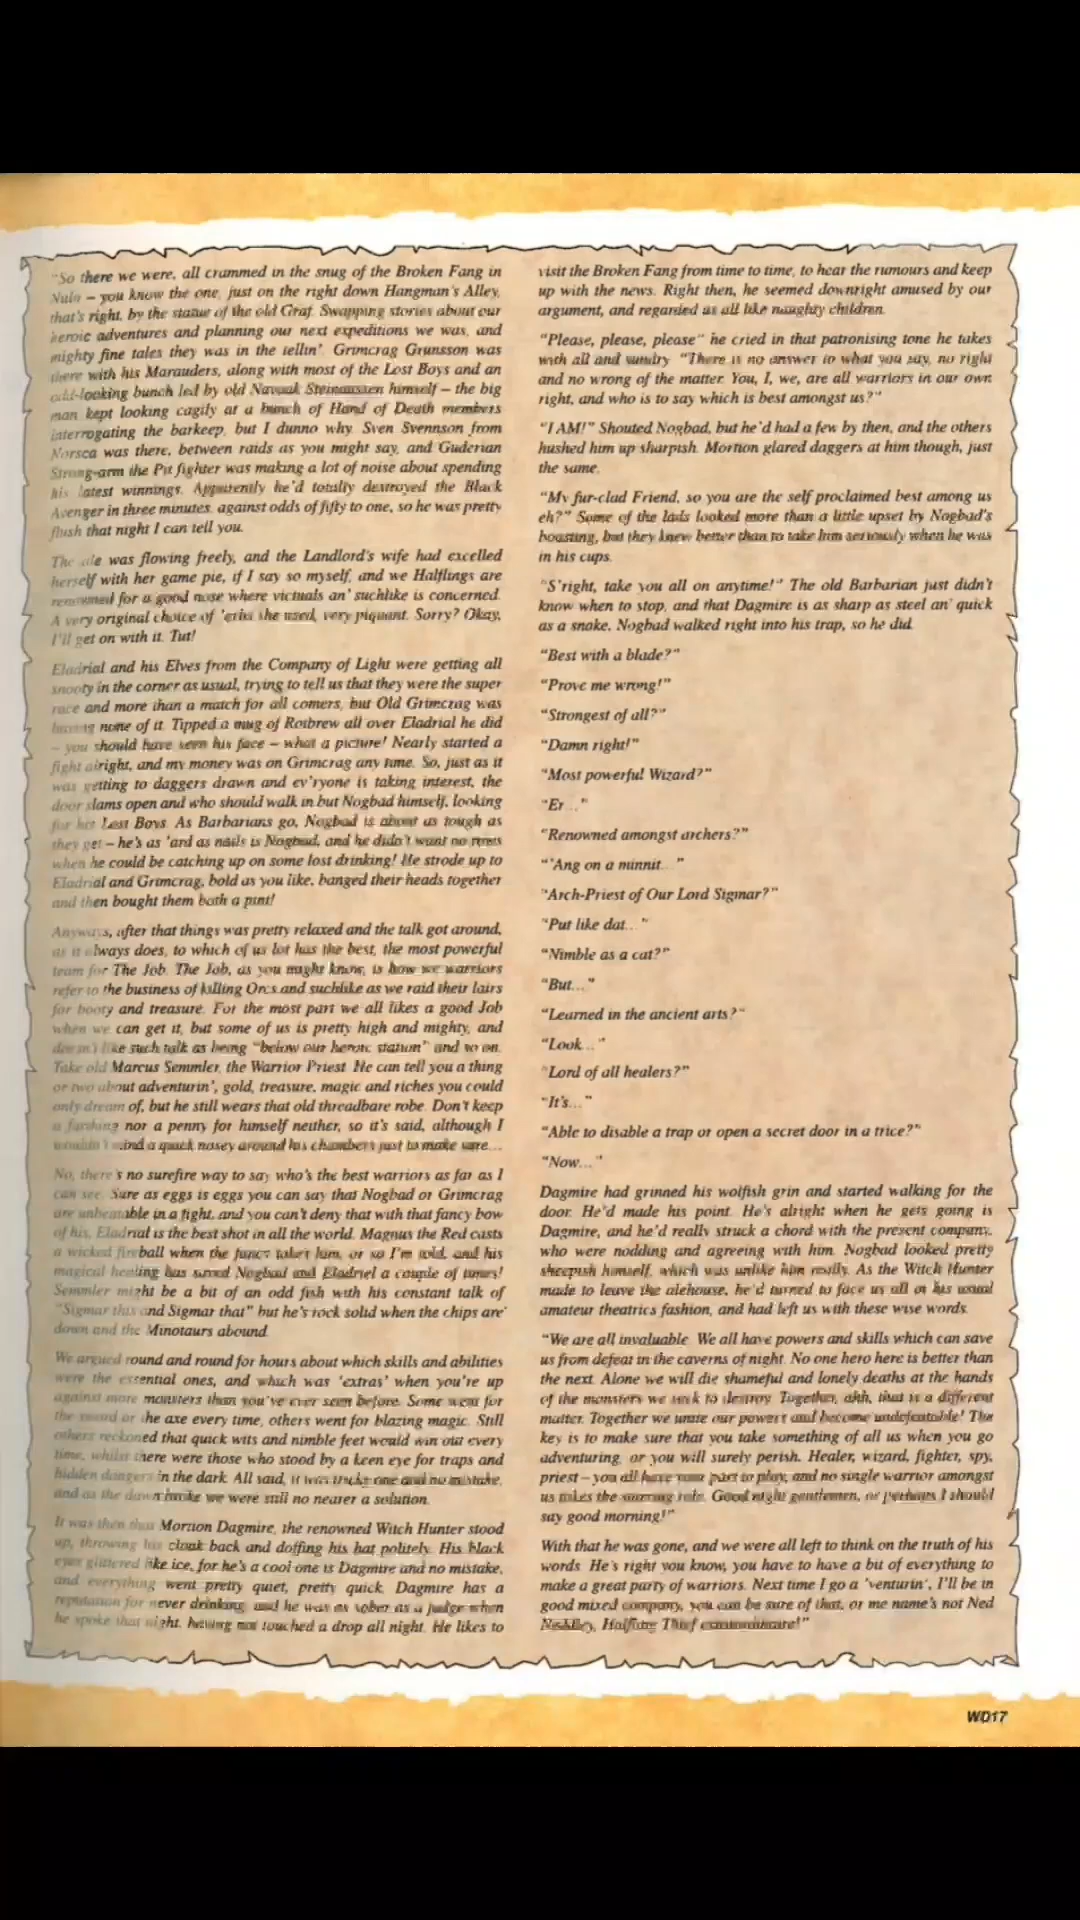 "So there we were, all crammed in the snug of the Broken Fang in
Nuln – you know the one, just on the right down Hangman's Alley,
that's right, by the statue of the old Graf. Swapping stories about our
heroic adventures and planning our next expeditions we was, and
mighty fine tales they was in the tellin'. Grimcrag Grunsson was
there with his Marauders, along with most of the Lost Boys and an
odd-looking bunch led by old himself – the big
man kept looking cagily at a bunch of Hand of Death members
interrogating the barkeep, but I dunno why. Sven Svennson from
Norsca was there, between raids as you might say, and Guderian
Strong-arm the Pit fighter was making a lot of noise about spending
his latest winnings. Apparently he'd totally destroyed the Black
Avenger in three minutes, against odds of fifty to one, so he was pretty
flush that night I can tell you.
The ale was flowing freely, and the Landlord's wife had excelled
herself with her game pie, if I say so myself, and we Halflings are
renowned for a good nose where victuals an' suchlike is concerned.
A very original choice of 'erbs she used, very piquant. Sorry? Okay,
I'll get on with it. Tut!
Eladrial and his Elves from the Company of Light were getting all
snooty in the corner as usual, trying to tell us that they were the super
race and more than a match for all comers, but Old Grimcrag was
having none of it. Tipped a mug of Rotbrew all over Eladrial he did
– you should have seen his face – what a picture! Nearly started a
fight alright, and my money was on Grimcrag any time. So, just as it
was getting to daggers drawn and ev'ryone is taking interest, the
door slams open and who should walk in but Nogbad himself, looking
for his Lost Boys. As Barbarians go, Nogbad is about as tough as
they get – he's as 'ard as nails is Nogbad, and he didn't want no
when he could be catching up on some lost drinking! He strode up to
Eladrial and Grimcrag, bold as you like, banged their heads together
and then bought them both a pint!
Anyways, after that things was pretty relaxed and the talk got around,
as it always does, to which of us lot has the best, the most powerful
team for The Job. The Job, as you might know, is how we warriors
refer to the business of killing Orcs and suchlike as we raid their lairs
for booty and treasure. For the most part we all likes a good Job
when we can get it, but some of us is pretty high and mighty, and
doesn't like such talk as being "below our heroic station" and so on.
Take old Marcus Semmler, the Warrior Priest. He can tell you a thing
or two about adventurin', gold, treasure, magic and riches you could
only dream of, but he still wears that old threadbare robe. Don't keep
a farthing nor a penny for himself neither, so it's said, although I
wouldn't mind a quick nosey around his chambers just to make sure...
No, there's no surefire way to say who's the best warriors as far as I
can see. Sure as eggs is eggs you can say that Nogbad or Grimcrag
are unbeatable in a fight, and you can't deny that with that fancy bow
of his, Eladrial is the best shot in all the world. Magnus the Red casts
a wicked fireball when the fancy takes him, or so I'm told, and his
magical healing has saved Nogbad and Eladriel a couple of times!
Semmler might be a bit of an odd fish with his constant talk of
"Sigmar this and Sigmar that" but he's rock solid when the chips are
down and the Minotaurs abound.
We argued round and round for hours about which skills and abilities
were the essential ones, and which was 'extras' when you're up
against more monsters than you've ever seen before. Some went for
the sword or the axe every time, others went for blazing magic. Still
others reckoned that quick wits and nimble feet would win out every
time, whilst there were those who stood by a keen eye for traps and
hidden dangers in the dark. All said, it was a tricky one and no mistake,
and as the dawn broke we were still no nearer a solution.
It was then that Mortion Dagmire, the renowned Witch Hunter stood
up, throwing his cloak back and doffing his hat politely. His black
eyes glittered like ice, for he's a cool one is Dagmire and no mistake,
and everything went pretty quiet, pretty quick. Dagmire has a
reputation for never drinking, and he was as sober as a judge when
he spoke that night, having not touched a drop all night. He likes to
visit the Broken Fang from time to time, to hear the rumours and keep
up with the news. Right then, he seemed downright amused by our
argument, and regarded us all like naughty children.
"Please, please, please" he cried in that patronising tone he takes
with all and sundry "There is no answer to what you say, no right
and no wrong of the matter. You, I, we, are all warriors in our own
right, and who is to say which is best amongst us?"
"I AM!" Shouted Nogbad, but he'd had a few by then, and the others
hushed him up sharpish. Mortion glared daggers at him though, just
the same.
"My fur-clad Friend, so you are the self proclaimed best among us
eh?" Some of the lads looked more than a little upset by Nogbad's
boasting, but they knew better than to take him seriously when he was
in his cups.
"S'right, take you all on anytime!" The old Barbarian just didn't
know when to stop, and that Dagmire is as sharp as steel an' quick
as a snake. Nogbad walked right into his trap, so he did.
"Best with a blade?"
"Prove me wrong!"
"Strongest of all?"
"Damn right!"
"Most powerful Wizard?"
"Er..."
"Renowned amongst archers?"
"'Ang on a minnit..."
"Arch-Priest of Our Lord Sigmar?"
"Put like dat..."
"Nimble as a cat?"
"But..."
"Learned in the ancient arts?"
"Look..."
"Lord of all healers?"
"It's..."
"Able to disable a trap or open a secret door in a trice?"
"Now..."
Dagmire had grinned his wolfish grin and started walking for the
door. He'd made his point. He's alright when he gets going is
Dagmire, and he'd really struck a chord with the present company,
who were nodding and agreeing with him. Nogbad looked pretty
sheepish himself, which was unlike him really. As the Witch Hunter
made to leave the alehouse, he'd turned to face us all in his usual
amateur theatrics fashion, and had left us with these wise words.
"We are all invaluable. We all have powers and skills which can save
us from defeat in the caverns of night. No one hero here is better than
the next. Alone we will die shameful and lonely deaths at the hands
of the monsters we seek to destroy. Together, ahh, that is a different
matter. Together we unite our powers and become undefeatable! The
key is to make sure that you take something of all us when you go
adventuring, or you will surely perish. Healer, wizard, fighter, spy,
priest – you all have your part to play, and no single warrior amongst
us takes the starring role. Good night gentlemen, or perhaps I should
say good morning!"
With that he was gone, and we were all left to think on the truth of his
words. He's right you know, you have to have a bit of everything to
make a great party of warriors. Next time I go a 'venturin', I'll be in
good mixed company, you can be sure of that, or me name's not Ned
Halfling Thief extraordinaire!"
WD17